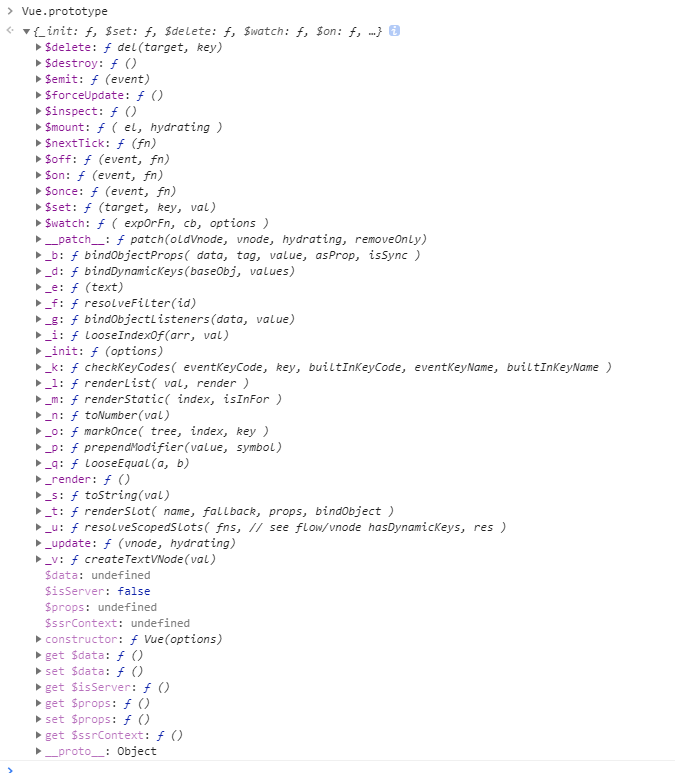 Vue.prototype
{_init: ƒ, $set: ƒ, $delete: ƒ, $watch: ƒ, $on: ƒ, …} i
$delete: ƒ del(target, key)
$destroy: ƒ ()
$emit: ƒ (event)
$forceUpdate: ƒ ()
$inspect: ƒ ()
$mount: ƒ ( el, hydrating )
$nextTick: ƒ (fn)
$off: ƒ (event, fn)
$on: ƒ (event, fn)
$once: ƒ (event, fn)
$set: ƒ (target, key, val)
$watch: ƒ ( expOrFn, cb, options )
__patch__: ƒ patch(oldVnode, vnode, hydrating, removeOnly)
_b: ƒ bindObjectProps( data, tag, value, asProp, isSync )
_d: ƒ bindDynamicKeys(baseObj, values)
_e: ƒ (text)
_f: ƒ resolveFilter(id)
_g: ƒ bindObjectListeners(data, value)
_i: ƒ looseIndexOf(arr, val)
_init: ƒ (options)
_k: ƒ checkKeyCodes( eventKeyCode, key, builtInKeyCode, eventKeyName, builtInKeyName )
_l: ƒ renderList( val, render )
_m: ƒ renderStatic( index, isInFor )
_n: ƒ toNumber(val)
_o: ƒ markOnce( tree, index, key )
_p: ƒ prependModifier(value, symbol)
_q: ƒ looseEqual(a, b)
_render: ƒ ()
_s: ƒ toString(val)
_t: ƒ renderSlot( name, fallback, props, bindObject )
_u: ƒ resolveScopedSlots( fns, // see flow/vnode hasDynamicKeys, res )
_update: ƒ (vnode, hydrating)
_v: ƒ createTextVNode(val)
$data: undefined
$isServer: false
$props: undefined
$ssrContext: undefined
constructor: ƒ Vue(options)
get $data: ƒ ()
set $data: ƒ ()
get $isServer: ƒ ()
get $props: ƒ ()
set $props: ƒ ()
get $ssrContext: ƒ ()
__proto__: Object